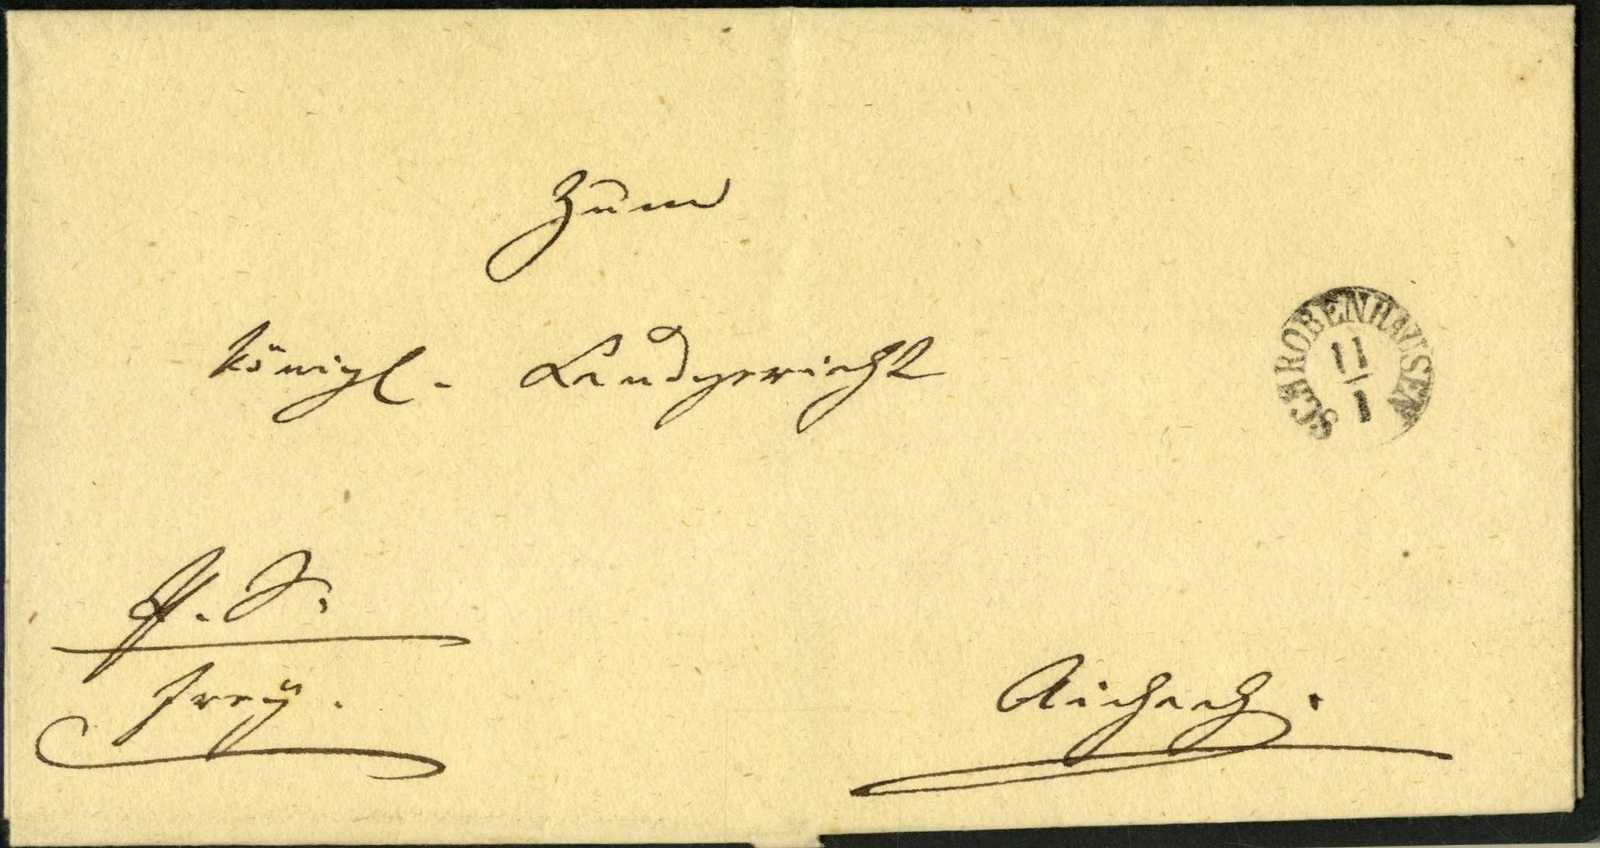 Zum
königl. Landgericht
SCHROBENHAUSEN
11
1
S.
frey.
Aichach.